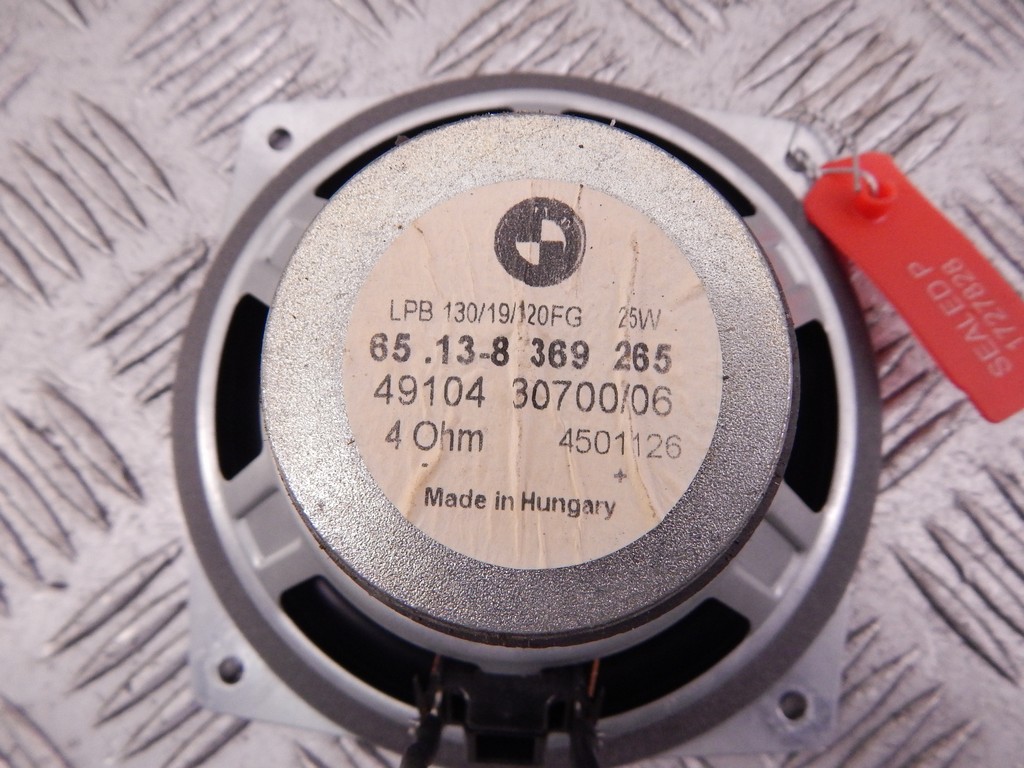 LPB 130/19/120FG 25W
65.13-8 369 265
49104 30700/06
4 Ohm 4501126
+
Made in Hungary
SEALED P
1727828